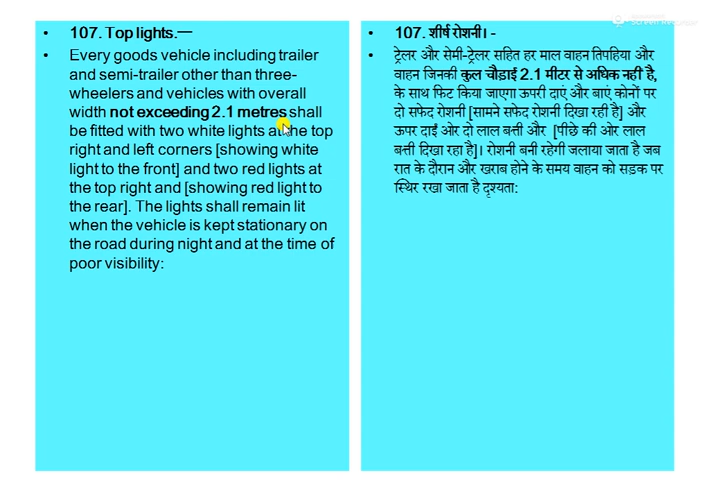 107. Top lights.—
Every goods vehicle including trailer
and semi-trailer other than three-
wheelers and vehicles with overall
width not exceeding 2.1 metres shall
be fitted with two white lights at the top
right and left corners [showing white
light to the front] and two red lights at
the top right and [showing red light to
the rear]. The lights shall remain lit
when the vehicle is kept stationary on
the road during night and at the time of
poor visibility:
107. शीर्ष रोशनी। -
ट्रेलर और सेमी-ट्रेलर सहित हर माल वाहन तिपहिया और
वाहन जिनकी कुल चौड़ाई 2.1 मीटर से अधिक नहीं है,
के साथ फिट किया जाएगा ऊपरी दाएं और बाएं कोनों पर
दो सफेद रोशनी [सामने सफेद रोशनी दिखा रही है] और
ऊपर दाईं ओर दो लाल बत्ती और [पीछे की ओर लाल
बत्ती दिखा रहा है]। रोशनी बनी रहेगी जलाया जाता है जब
रात के दौरान और खराब होने के समय वाहन को सड़क पर
स्थिर रखा जाता है दृश्यता: